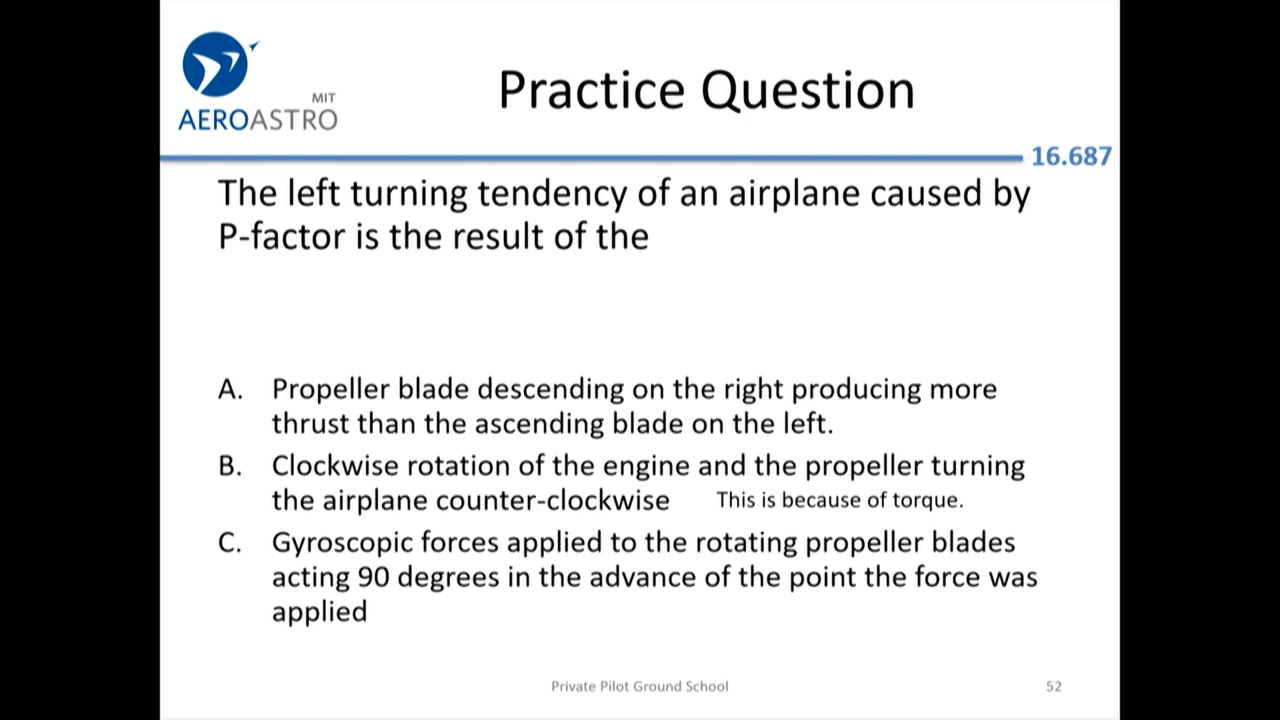 MIT
AEROASTRO
Practice Question
16.687
The left turning tendency of an airplane caused by
P-factor is the result of the
A. Propeller blade descending on the right producing more
thrust than the ascending blade on the left.
B. Clockwise rotation of the engine and the propeller turning
the airplane counter-clockwise This is because of torque.
C. Gyroscopic forces applied to the rotating propeller blades
acting 90 degrees in the advance of the point the force was
applied
Private Pilot Ground School 52